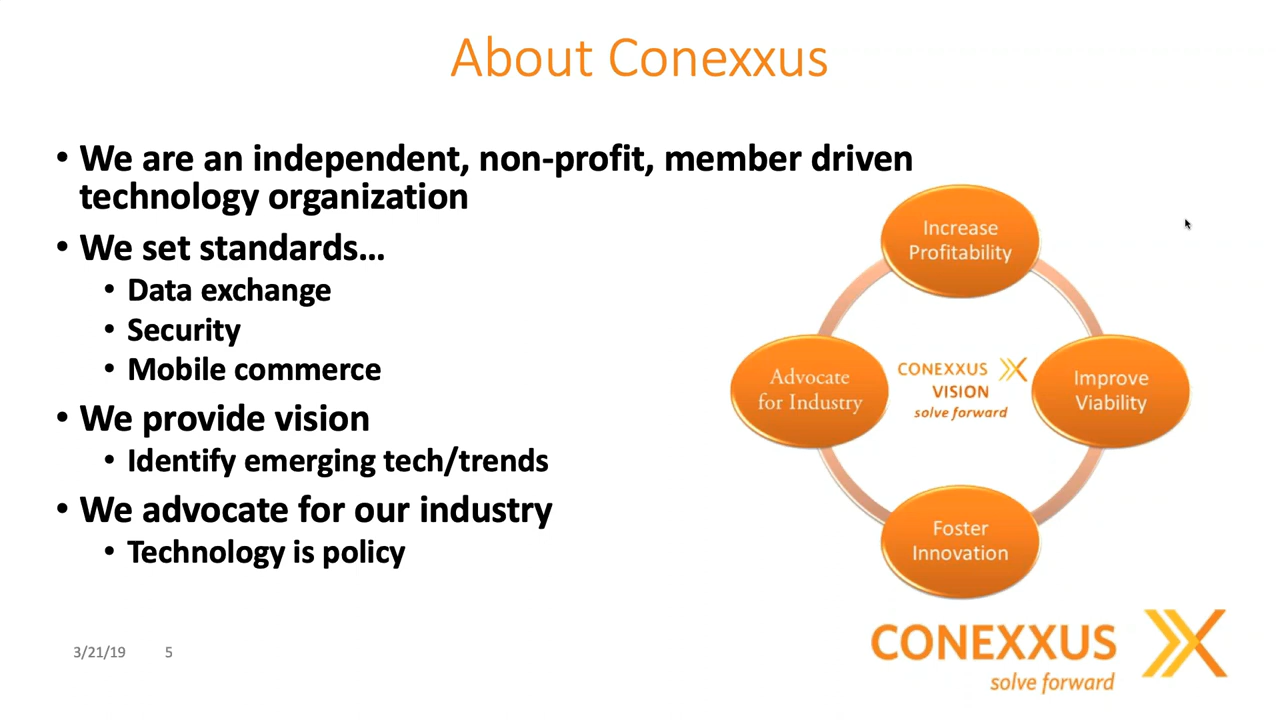 About Conexxus
• We are an independent, non-profit, member driven
technology organization
• We set standards…
• Data exchange
• Security
• Mobile commerce
• We provide vision
• Identify emerging tech/trends
• We advocate for our industry
• Technology is policy
Increase
Profitability
Advocate
for Industry
CONEXXUS
VISION
solve forward
Improve
Viability
Foster
Innovation
3/21/19 5
CONEXXUS
solve forward